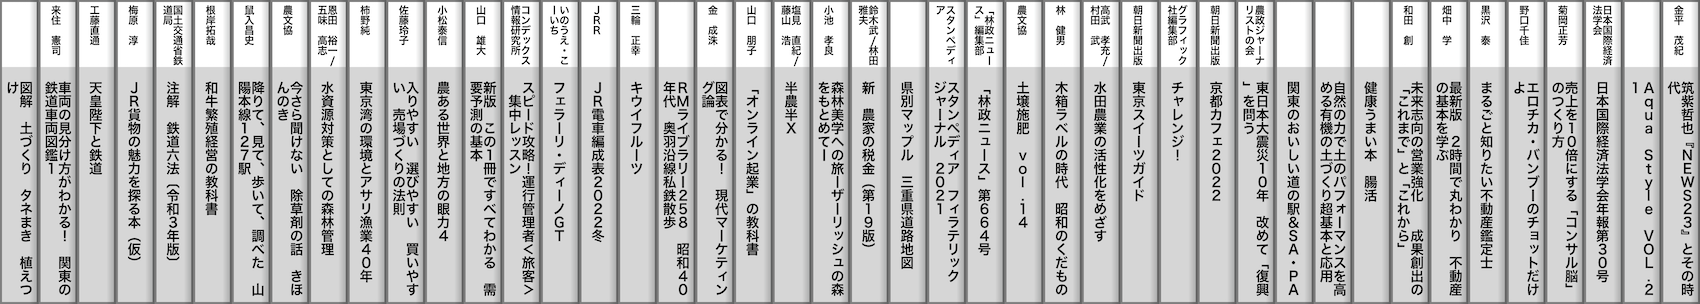 金平　茂紀
筑紫哲也『NEWS23』とその時
代
Aqua　Style　VOL.2
1
日本国際経済
法学会
日本国際経済法学会年報第30号
菊岡正芳
売上を10倍にする「コンサル脳」
のつくり方
野口千佳
エロチカ・バンブーのチョットだけ
よ
黒沢　泰
まるごと知りたい不動産鑑定士
畑中　学
最新版　2時間で丸わかり　不動産
の基本を学ぶ
和田　創
未来志向の営業強化　　成果創出の
「これまで」と「これから」
健康うまい本　腸活
自然の力で土のパフォーマンスを高
める有機の土づくり超基本と応用
関東のおいしい道の駅&SA・PA
農政ジャーナ
リストの会
東日本大震災10年　改めて「復興
」を問う
朝日新聞出版
京都カフェ2022
グラフィック
社編集部
チャレンジ！
朝日新聞出版
東京スイーツガイド
高武　孝充/
村田　武
水田農業の活性化をめざす
林　健男
木箱ラベルの時代　昭和のくだもの
農文協
土壌施肥　vol.14
「林政ニュー
ス」編集部
「林政ニュース」第664号
スタンペディ
ア
スタンペディア　フィラテリック
ジャーナル　2021
県別マップル　三重県道路地図
鈴木武/林田
雅夫
新　農家の税金（第19版）
小池　孝良
森林美学への旅ーザーリッシュの森
をもとめてー
塩見　直紀/
藤山　浩
半農半X
山口　朋子
「オンライン起業」の教科書
金　成洙
図表で分かる！　現代マーケティン
グ論
RMライブラリー258　昭和40
年代　奥羽沿線私鉄散歩
三輪　正幸
キウイフルーツ
JRR
JR電車編成表2022冬
いのうえ・こ
ーいち
フェラーリ・ディーノGT
コンデックス
情報研究所
スピード攻略！運行管理者<旅客>
集中レッスン
山口　雄大
新版　この1冊ですべてわかる　需
要予測の基本
小松泰信
農ある世界と地方の眼力4
佐藤玲子
入りやすい　選びやすい　買いやす
い　売場づくりの法則
柿野純
東京湾の環境とアサリ漁業40年
恩田　裕一/
五味　高志
水資源対策としての森林管理
農文協
今さら聞けない　除草剤の話　きほ
んのき
鼠入昌史
降りて、見て、歩いて、調べた　山
陽本線127駅
根岸拓哉
和牛繁殖経営の教科書
国土交通省鉄
道局
注解　鉄道六法（令和3年版）
梅原　淳
JR貨物の魅力を探る本（仮）
工藤直通
天皇陛下と鉄道
来住　憲司
車両の見分け方がわかる！　関東の
鉄道車両図鑑1
図解　土づくり　タネまき　植えつ
け